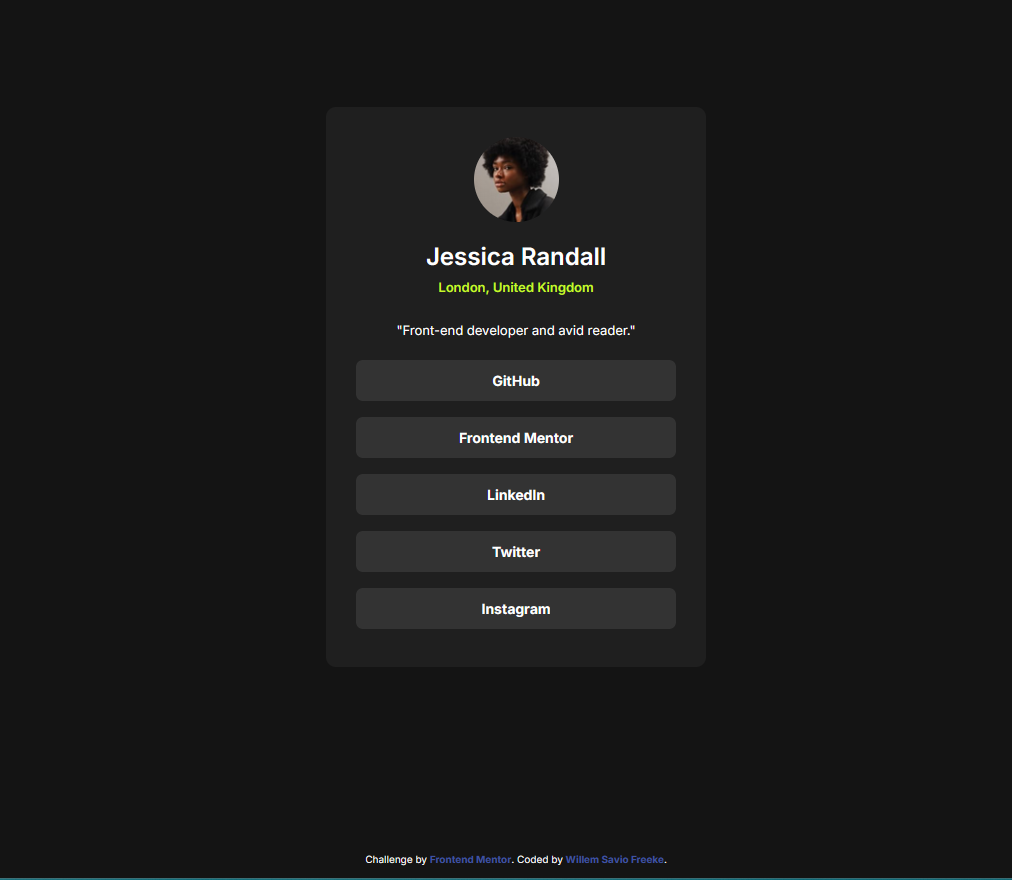 Jessica Randall
London, United Kingdom
"Front-end developer and avid reader."
GitHub
Frontend Mentor
LinkedIn
Twitter
Instagram
Challenge by Frontend Mentor. Coded by Willem Savio Freeke.